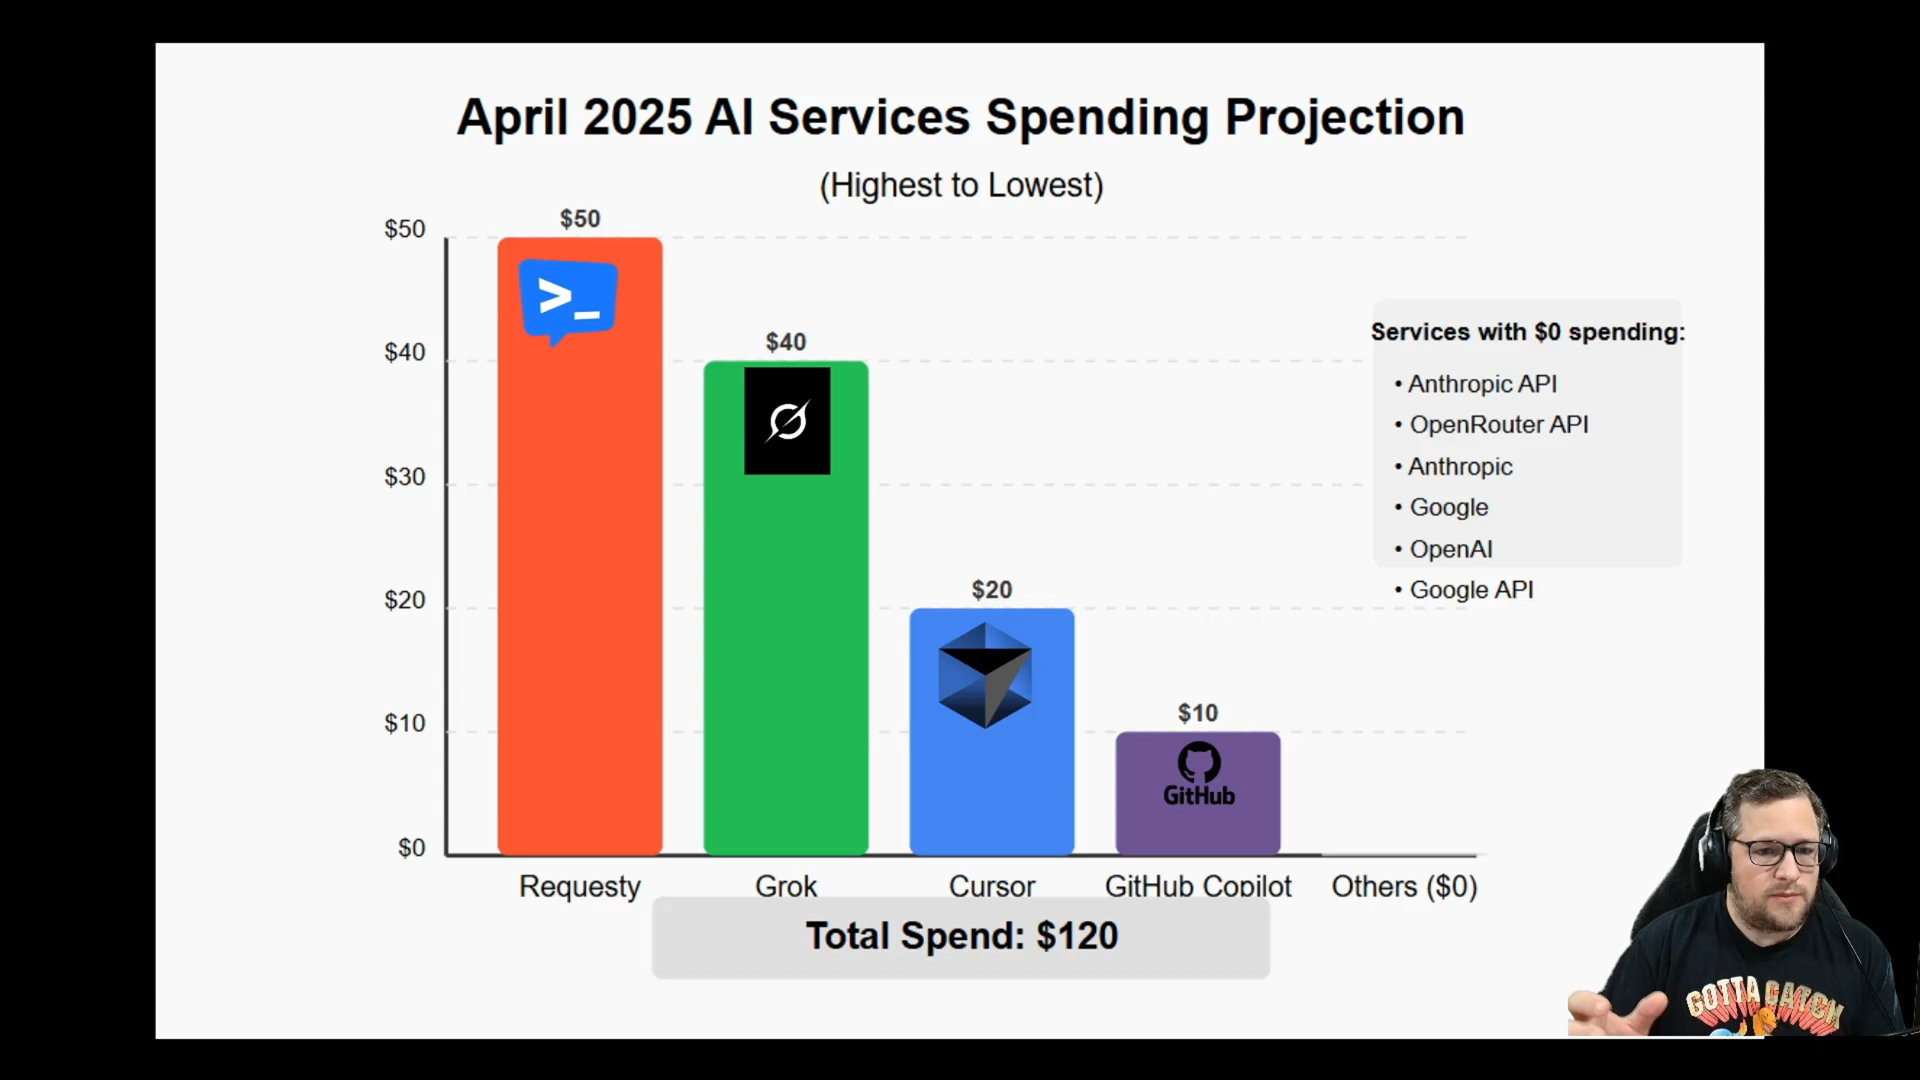 April 2025 AI Services Spending Projection
(Highest to Lowest)
$50
$40
$30
$20
$10
$0
$50
>_
$40
$20
$10
GitHub
Services with $0 spending:
• Anthropic API
• OpenRouter API
• Anthropic
• Google
• OpenAI
• Google API
Requesty
Grok
Cursor
GitHub Copilot
Others ($0)
Total Spend: $120
GOTTA CATCH